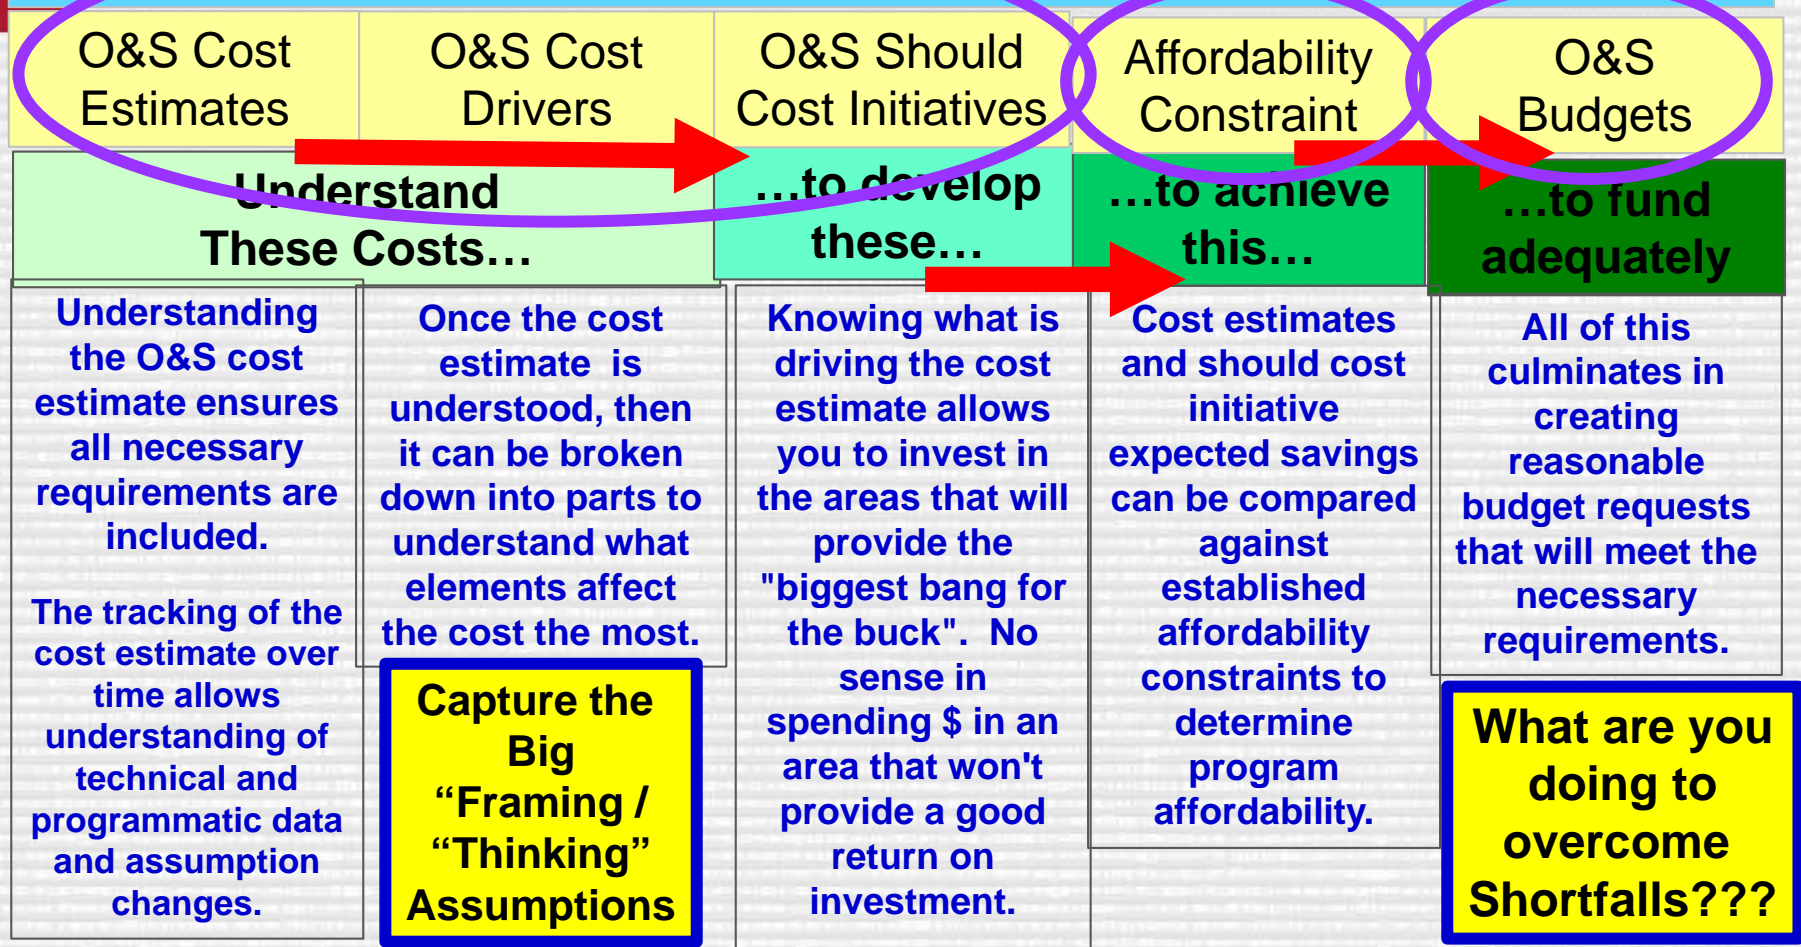 O&S Cost
Estimates
O&S Cost
Drivers
O&S Should
Cost Initiatives
Affordability
Constraint
O&S
Budgets
Understand
These Costs…
…to develop
these…
…to achieve
this…
…to fund
adequately
Understanding
the O&S cost
estimate ensures
all necessary
requirements are
included.
The tracking of the
cost estimate over
time allows
understanding of
technical and
programmatic data
and assumption
changes.
Once the cost
estimate  is
understood, then
it can be broken
down into parts to
understand what
elements affect
the cost the most.
Capture the
Big
“Framing /
“Thinking”
Assumptions
Knowing what is
driving the cost
estimate allows
you to invest in
the areas that will
provide the
"biggest bang for
the buck".  No
sense in
spending $ in an
area that won't
provide a good
return on
investment.
Cost estimates
and should cost
initiative
expected savings
can be compared
against
established
affordability
constraints to
determine
program
affordability.
All of this
culminates in
creating
reasonable
budget requests
that will meet the
necessary
requirements.
What are you
doing to
overcome
Shortfalls???